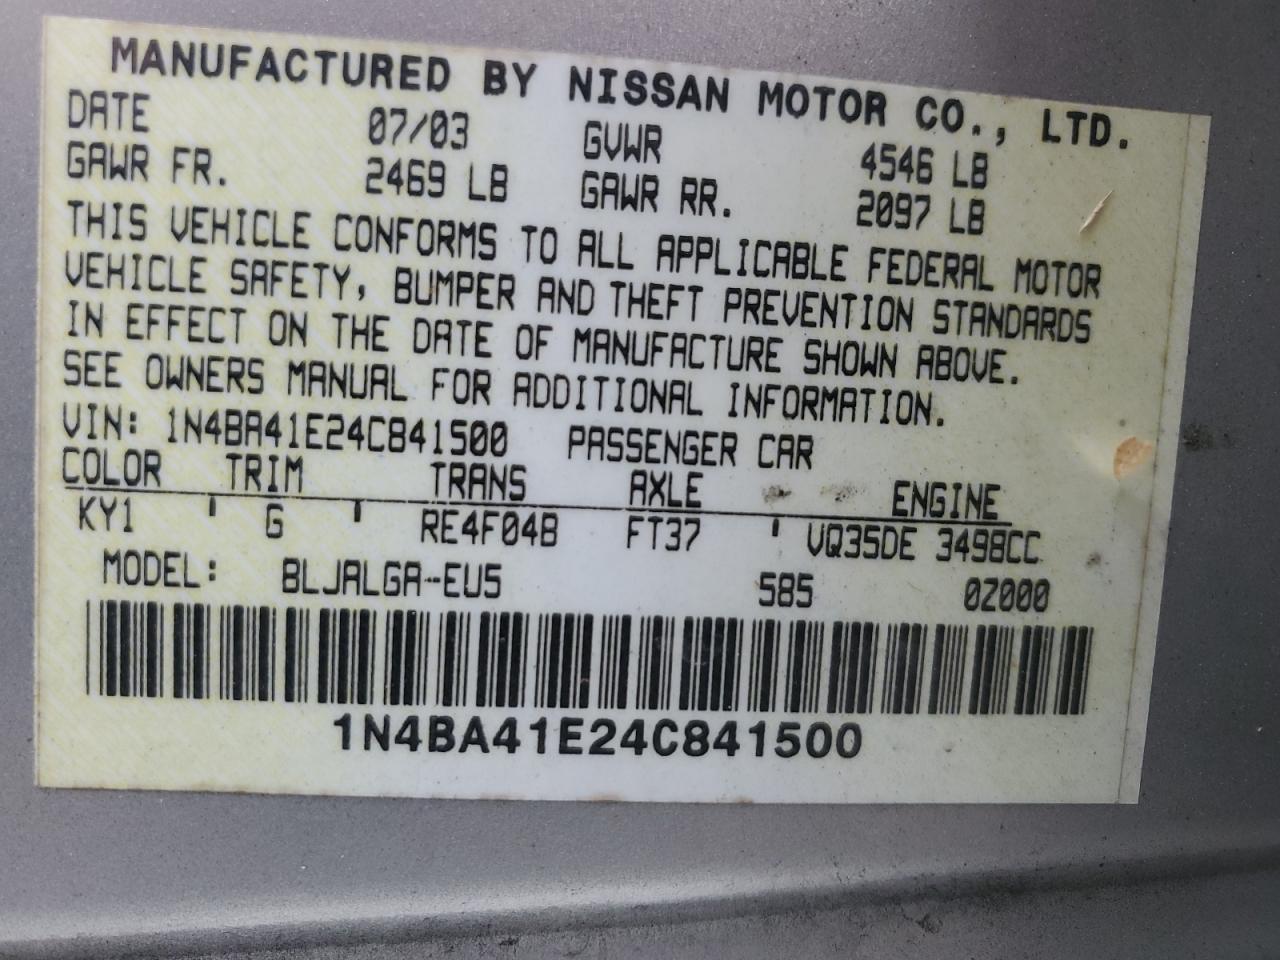 MANUFACTURED BY NISSAN MOTOR CO., LTD.
DATE 07/03 GVWR 4546 LB
GAWR FR. 2469 LB GAWR RR. 2097 LB
THIS VEHICLE CONFORMS TO ALL APPLICABLE FEDERAL MOTOR
VEHICLE SAFETY, BUMPER AND THEFT PREVENTION STANDARDS
IN EFFECT ON THE DATE OF MANUFACTURE SHOWN ABOVE.
SEE OWNERS MANUAL FOR ADDITIONAL INFORMATION.
VIN: 1N4BA41E24C841500 PASSENGER CAR
COLOR TRIM TRANS AXLE ENGINE
KY1 G RE4F04B FT37 VQ35DE 3498CC
MODEL: BLJALGA-EUS 585 0Z000
1N4BA41E24C841500